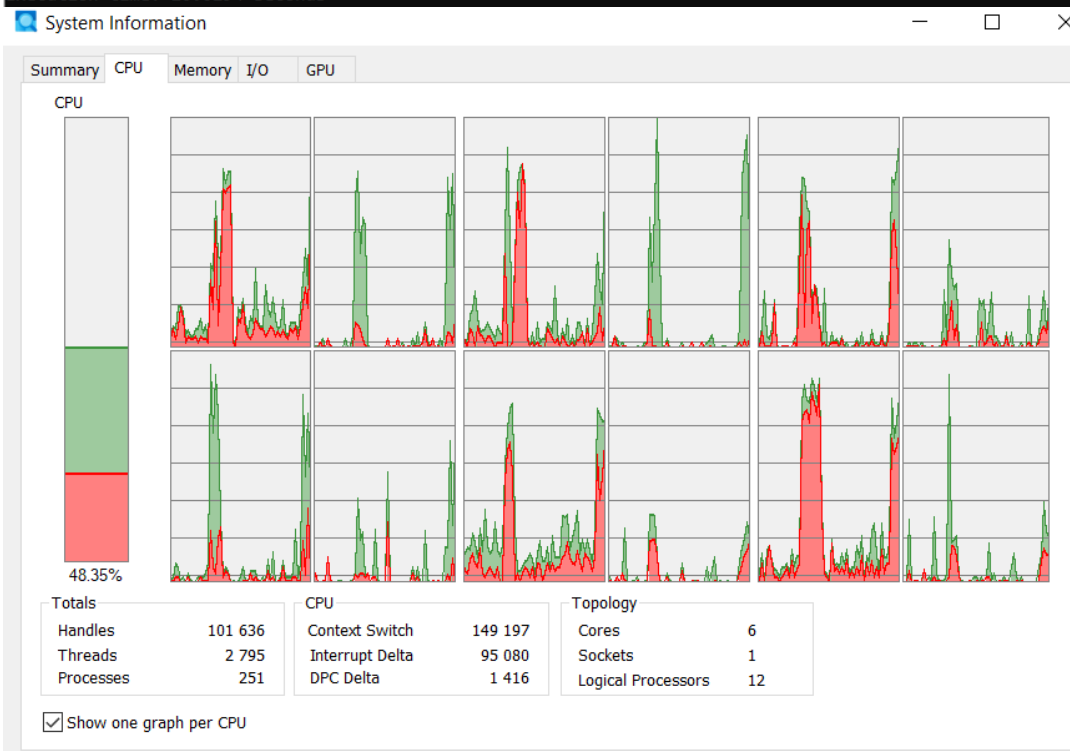 System Information
Summary CPU Memory I/O GPU
CPU
48.35%
Totals
Handles 101 636
Threads 2 795
Processes 251
CPU
Context Switch 149 197
Interrupt Delta 95 080
DPC Delta 1 416
Topology
Cores 6
Sockets 1
Logical Processors 12
Show one graph per CPU